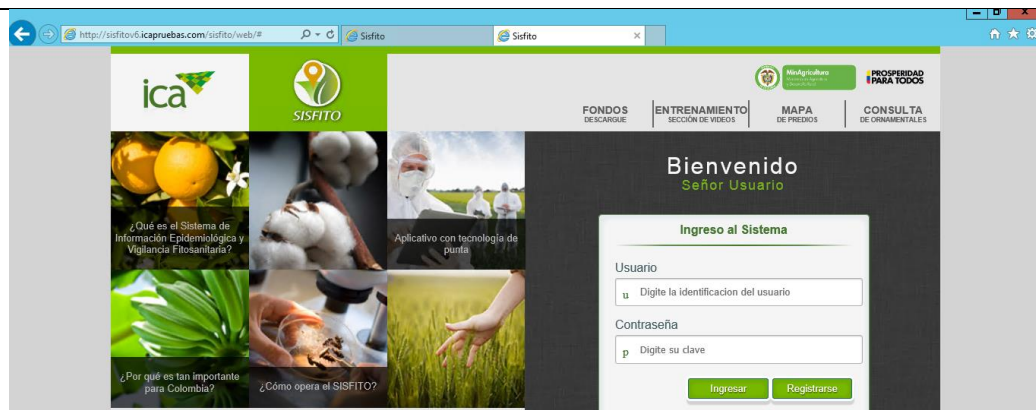 http://sisfitov6.icapruebas.com/sisfito/web/#
Sisfito
Sisfito
ica
SISFITO
MinAgricultura
PROSPERIDAD
PARA TODOS
FONDOS
DESCARGUE
ENTRENAMIENTO
SECCIÓN DE VIDEOS
MAPA
DE PREDIOS
CONSULTA
DE ORNAMENTALES
¿Qué es el Sistema de
Información Epidemiológica y
Vigilancia Fitosanitaria?
Aplicativo con tecnología de
punta
¿Por qué es tan importante
para Colombia?
¿Cómo opera el SISFITO?
Bienvenido
Señor Usuario
Ingreso al Sistema
Usuario
u Digite la identificacion del usuario
Contraseña
p Digite su clave
Ingresar
Registrarse